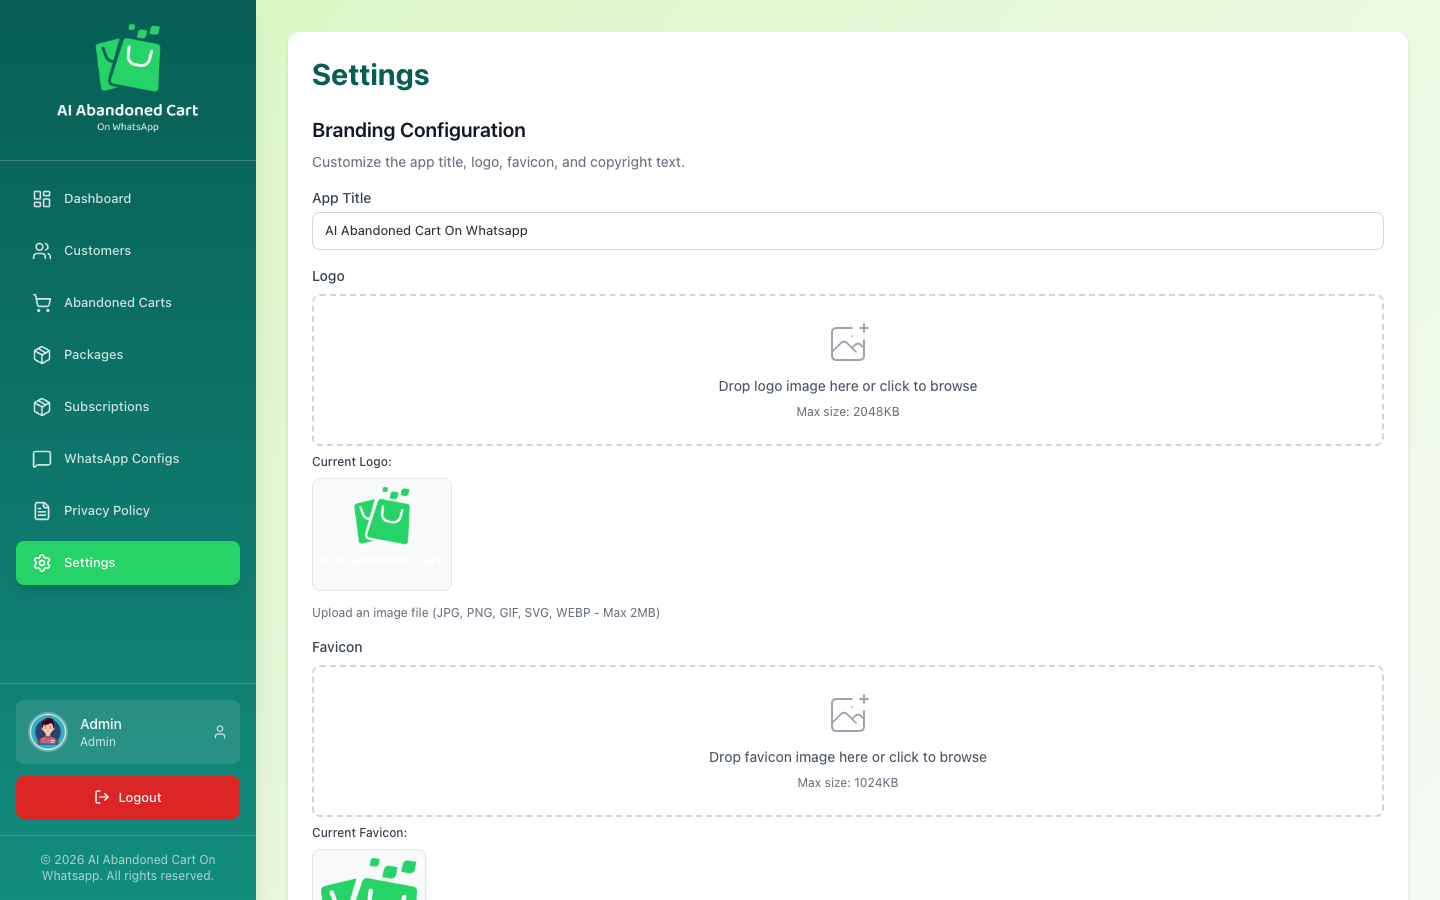 AI Abandoned Cart
On WhatsApp
Dashboard
Customers
Abandoned Carts
Packages
Subscriptions
WhatsApp Configs
Privacy Policy
Settings
Admin
Admin
Logout
© 2026 AI Abandoned Cart On
Whatsapp. All rights reserved.
Settings
Branding Configuration
Customize the app title, logo, favicon, and copyright text.
App Title
AI Abandoned Cart On Whatsapp
Logo
Drop logo image here or click to browse
Max size: 2048KB
Current Logo:
AI Abandoned Cart
Upload an image file (JPG, PNG, GIF, SVG, WEBP - Max 2MB)
Favicon
Drop favicon image here or click to browse
Max size: 1024KB
Current Favicon: